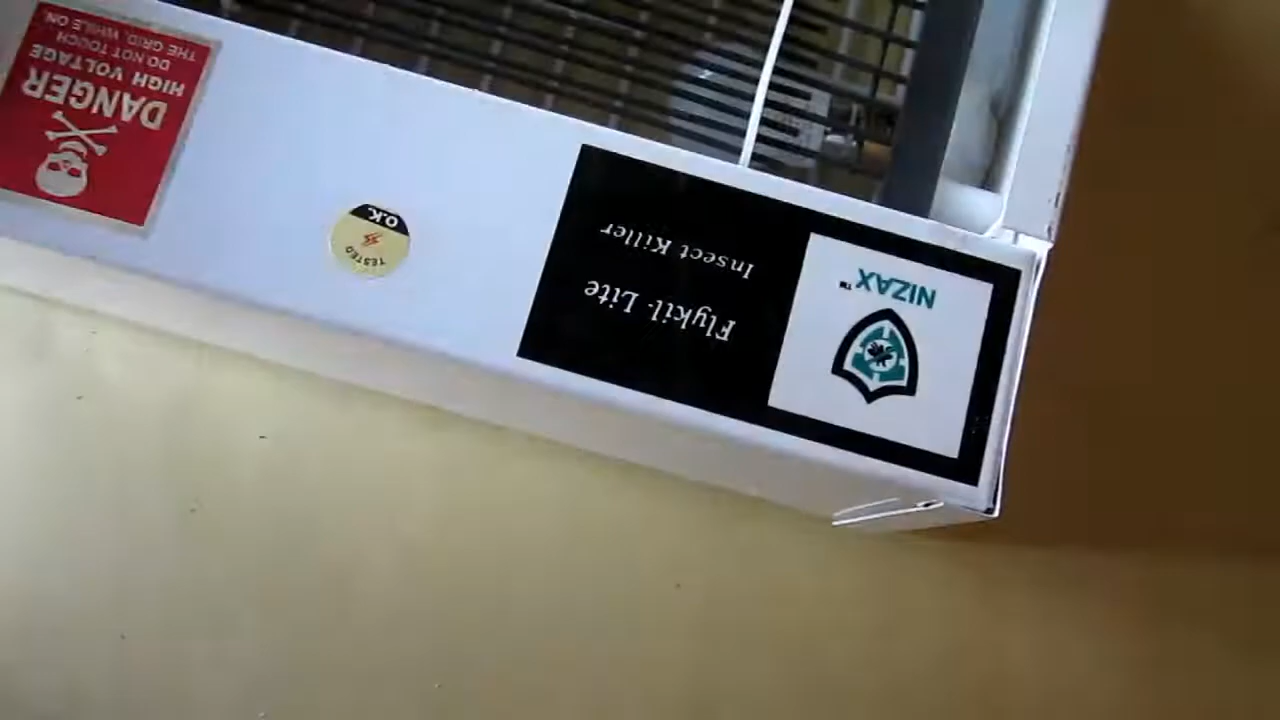 DANGER
HIGH VOLTAGE
DO NOT TOUCH
THE GRID, WHILE ON.
TESTED
O.K.
Flykil-Lite
Insect Killer
NIZAX™